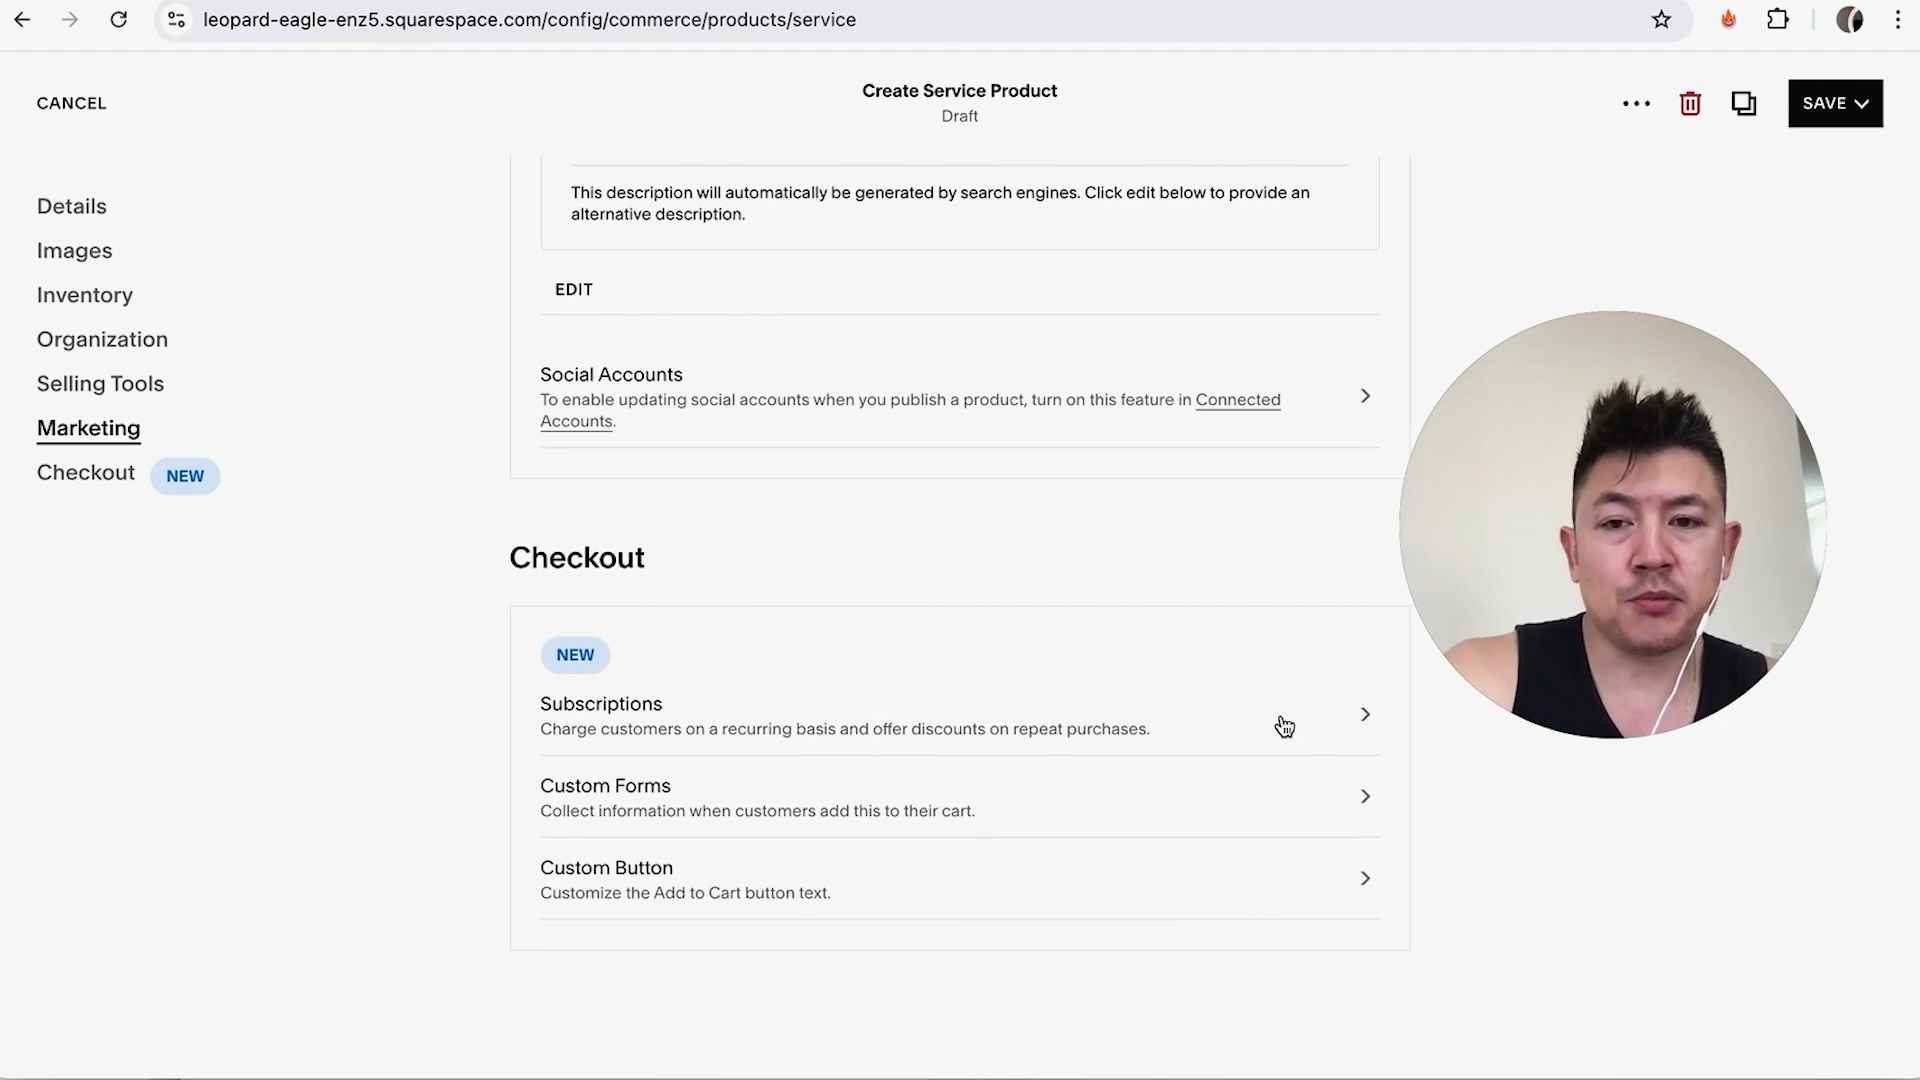 leopard-eagle-enz5.squarespace.com/config/commerce/products/service
CANCEL
Create Service Product
Draft
SAVE
Details
Images
Inventory
Organization
Selling Tools
Marketing
Checkout NEW
This description will automatically be generated by search engines. Click edit below to provide an
alternative description.
EDIT
Social Accounts
To enable updating social accounts when you publish a product, turn on this feature in Connected
Accounts.
Checkout
NEW
Subscriptions
Charge customers on a recurring basis and offer discounts on repeat purchases.
Custom Forms
Collect information when customers add this to their cart.
Custom Button
Customize the Add to Cart button text.